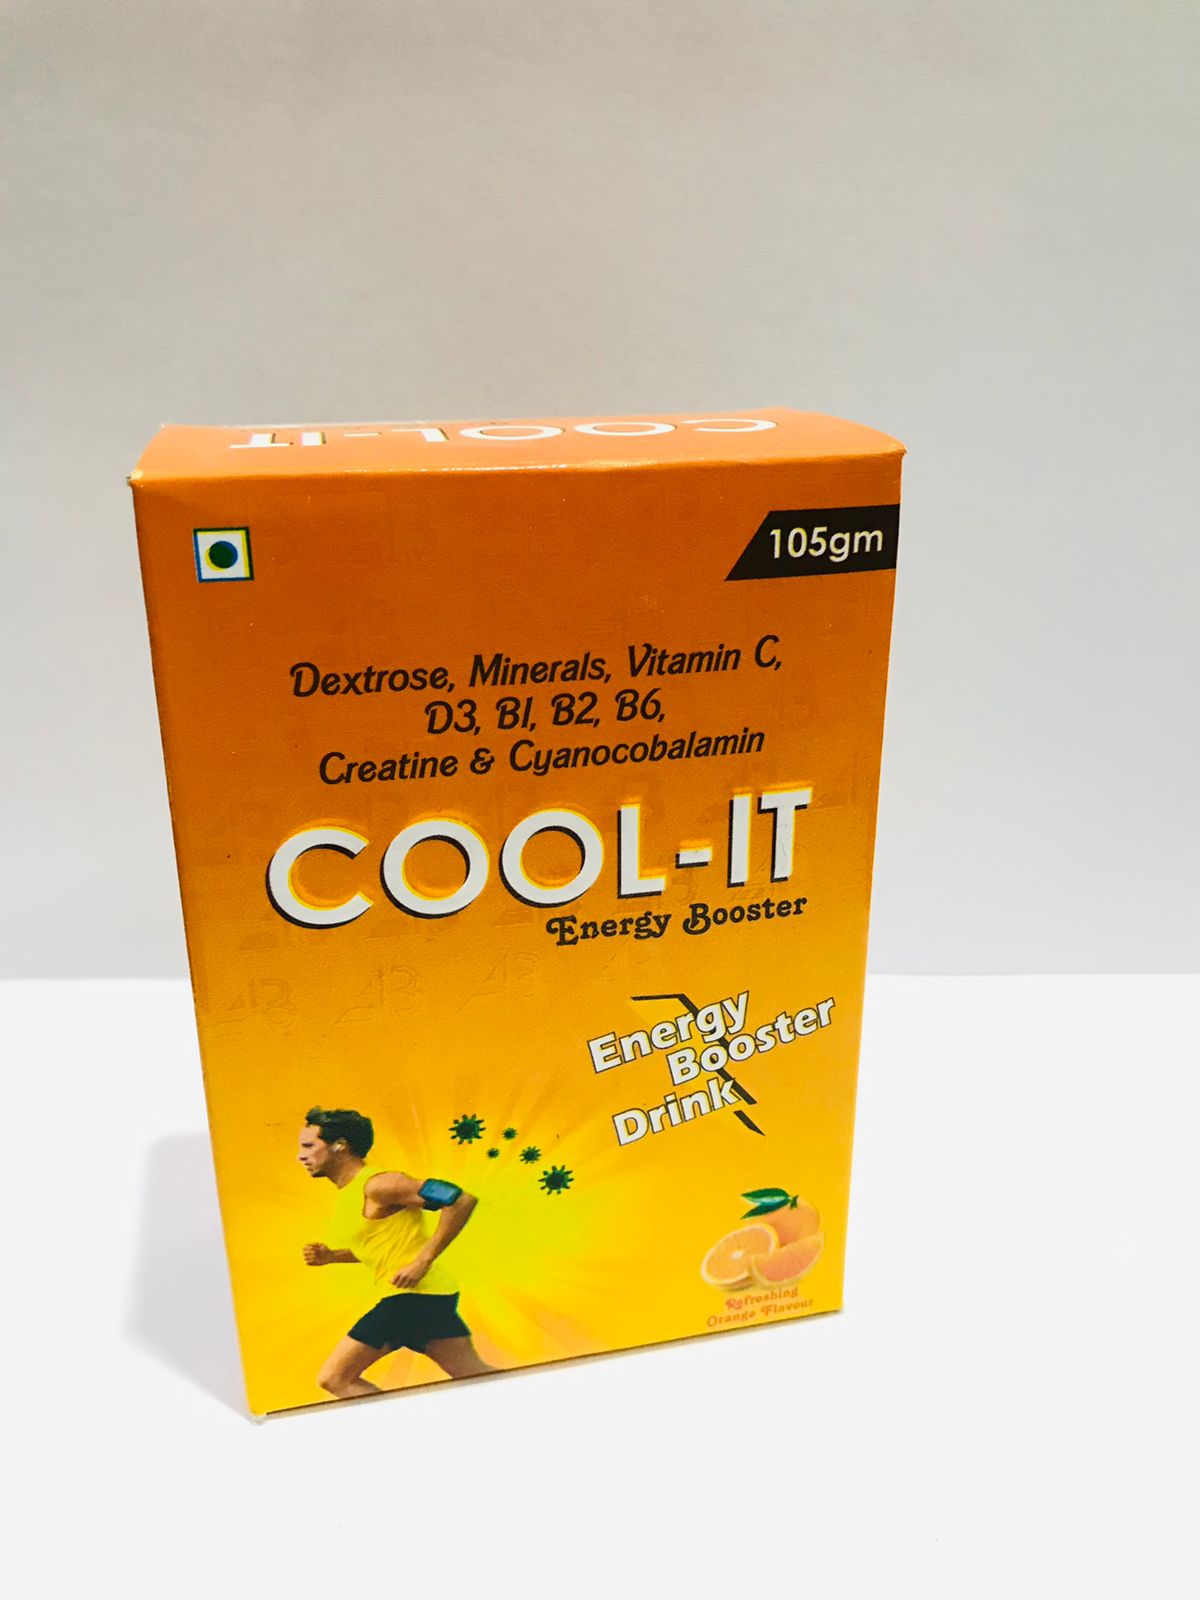 COOL-IT
105gm
Dextrose, Minerals, Vitamin C,
D3, B1, B2, B6,
Creatine & Cyanocobalamin
COOL-IT
Energy Booster
Energy
Booster
Drink
Refreshing
Orange Flavour